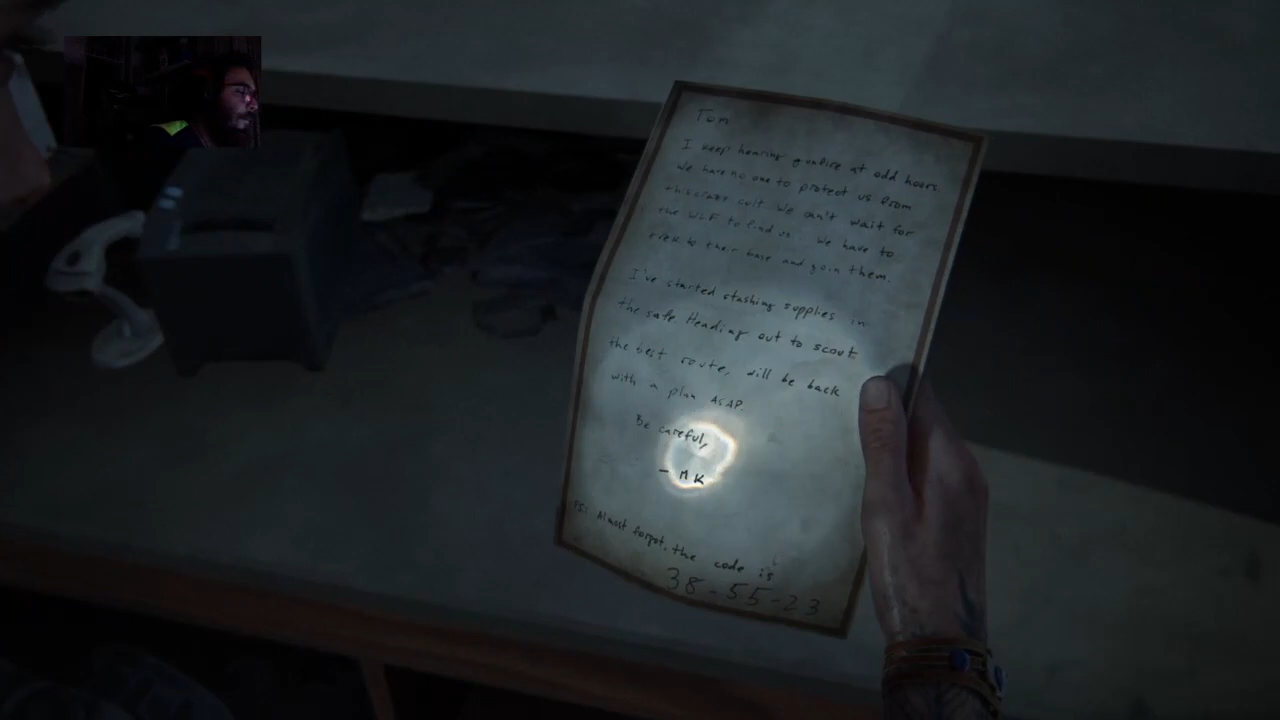 Tom
I keep hearing gunfire at odd hours.
We have no one to protect us from
this crazy cult. We can't wait for
the WLF to find us. We have to
trek to their base and join them.
I've started stashing supplies in
the safe. Heading out to scout
the best route, will be back
with a plan ASAP.
Be careful,
- MK
PS: Almost forgot, the code is
38-55-23